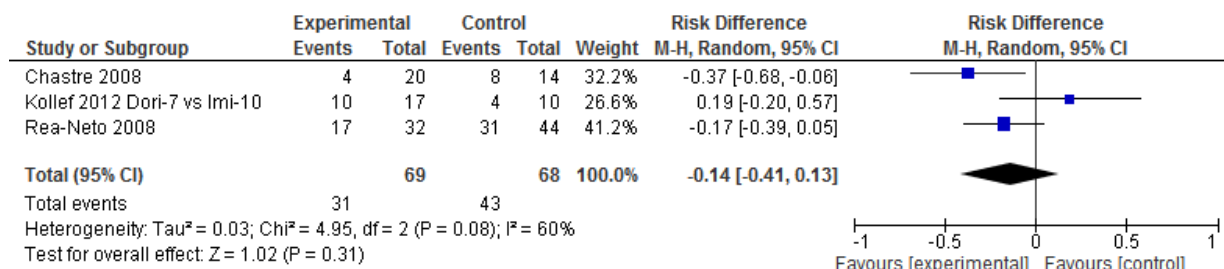 Experimental Control Risk Difference Risk Difference
Study or Subgroup Events Total Events Total Weight M-H, Random, 95% CI M-H, Random, 95% CI
Chastre 2008 4 20 8 14 32.2% -0.37 [-0.68, -0.06]
Kollef 2012 Dori-7 vs Imi-10 10 17 4 10 26.6% 0.19 [-0.20, 0.57]
Rea-Neto 2008 17 32 31 44 41.2% -0.17 [-0.39, 0.05]
Total (95% CI) 69 68 100.0% -0.14 [-0.41, 0.13]
Total events 31 43
Heterogeneity: Tau² = 0.03; Chi² = 4.95, df = 2 (P = 0.08); I² = 60%
Test for overall effect: Z = 1.02 (P = 0.31)
-1 -0.5 0 0.5 1
Favours [experimental] Favours [control]